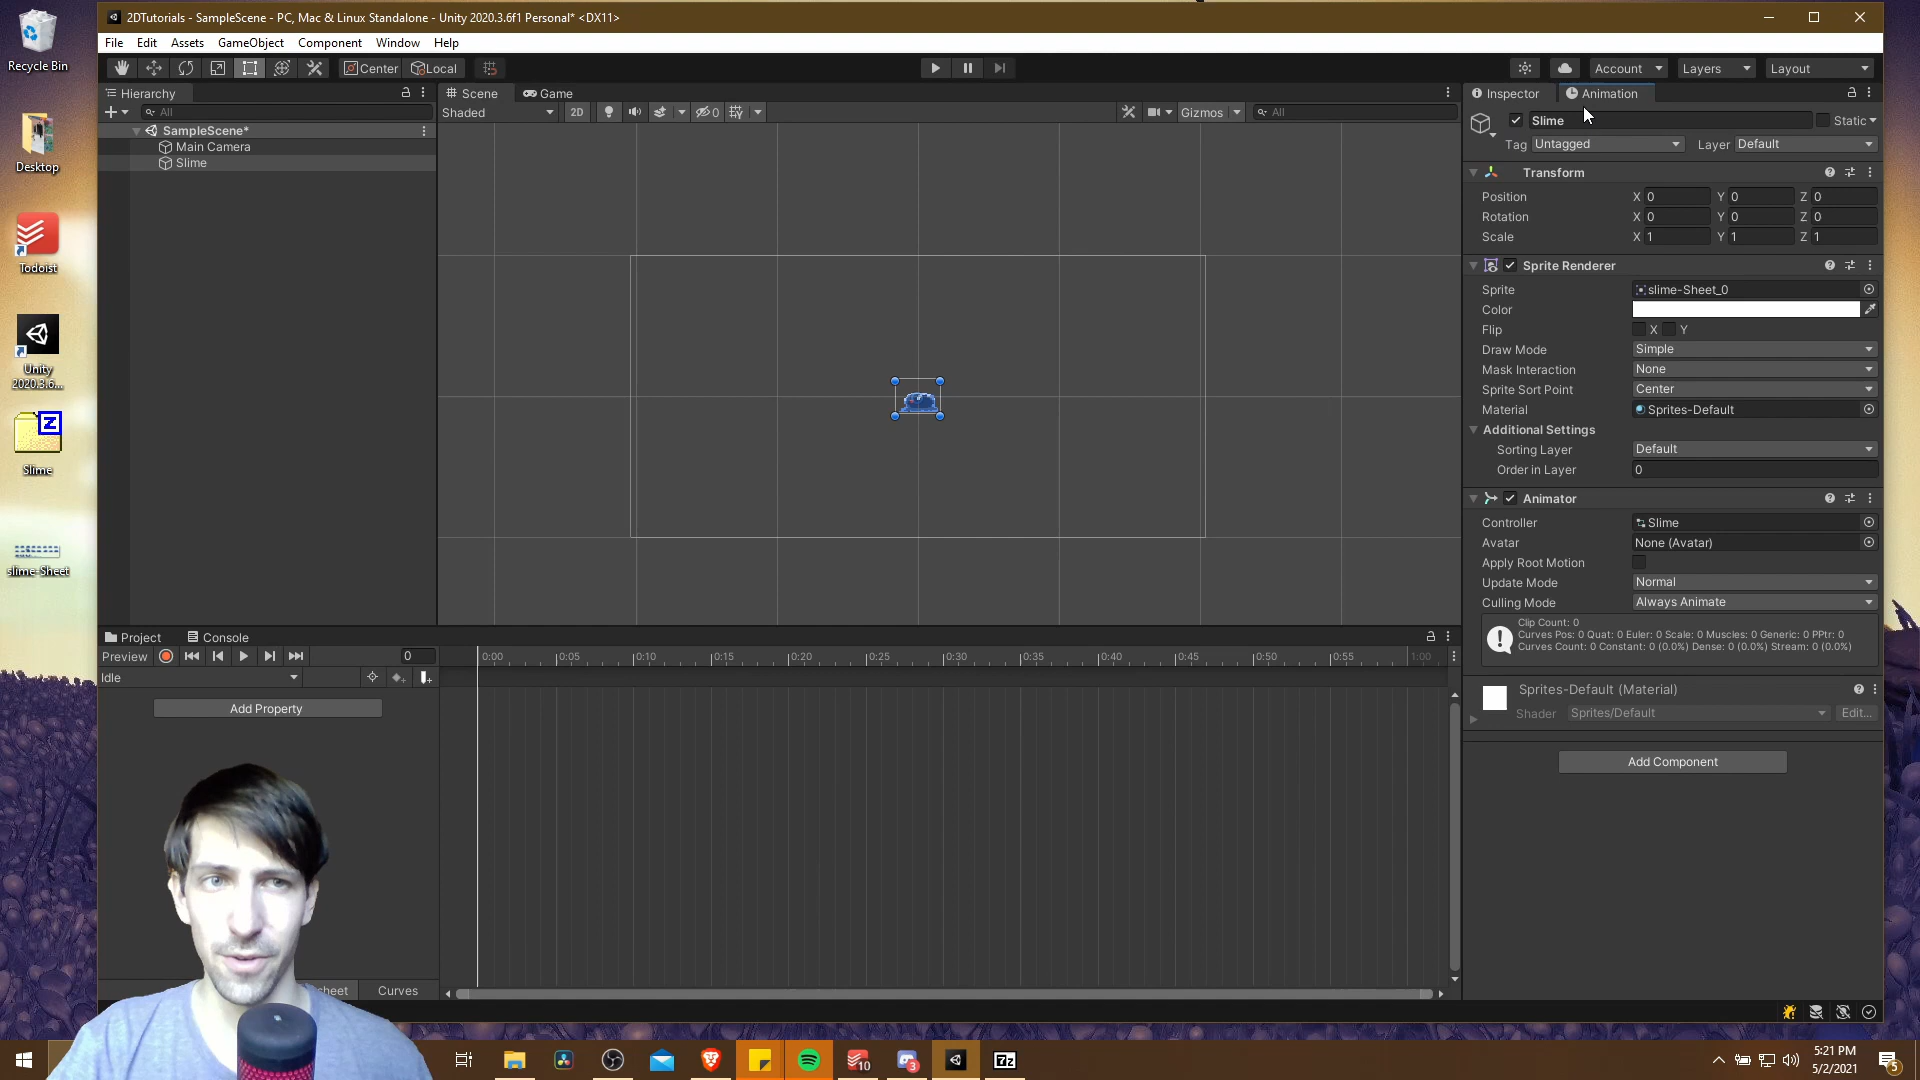 2DTutorials - SampleScene - PC, Mac & Linux Standalone - Unity 2020.3.6f1 Personal* <DX11>
File Edit Assets GameObject Component Window Help
Center Local Account Layers Layout
Hierarchy
All
SampleScene*
Main Camera
Slime
Scene Game
Shaded 2D 0 Gizmos All
Inspector Animation
Slime Static
Tag Untagged Layer Default
Transform
Position X 0 Y 0 Z 0
Rotation X 0 Y 0 Z 0
Scale X 1 Y 1 Z 1
Sprite Renderer
Sprite slime-Sheet_0
Color
Flip X Y
Draw Mode Simple
Mask Interaction None
Sprite Sort Point Center
Material Sprites-Default
Additional Settings
Sorting Layer Default
Order in Layer 0
Animator
Controller Slime
Avatar None (Avatar)
Apply Root Motion
Update Mode Normal
Culling Mode Always Animate
Clip Count: 0
Curves Pos: 0 Quat: 0 Euler: 0 Scale: 0 Muscles: 0 Generic: 0 PPtr: 0
Curves Count: 0 Constant: 0 (0.0%) Dense: 0 (0.0%) Stream: 0 (0.0%)
Sprites-Default (Material)
Shader Sprites/Default Edit...
Add Component
Project Console
Preview 0 0:00 0:05 0:10 0:15 0:20 0:25 0:30 0:35 0:40 0:45 0:50 0:55 1:00
Idle
Add Property
heet Curves
Recycle Bin
Desktop
Todoist
Unity
2020.3.6...
Z
Slime
slime-Sheet
10
3
7z
5:21 PM
5/2/2021
5